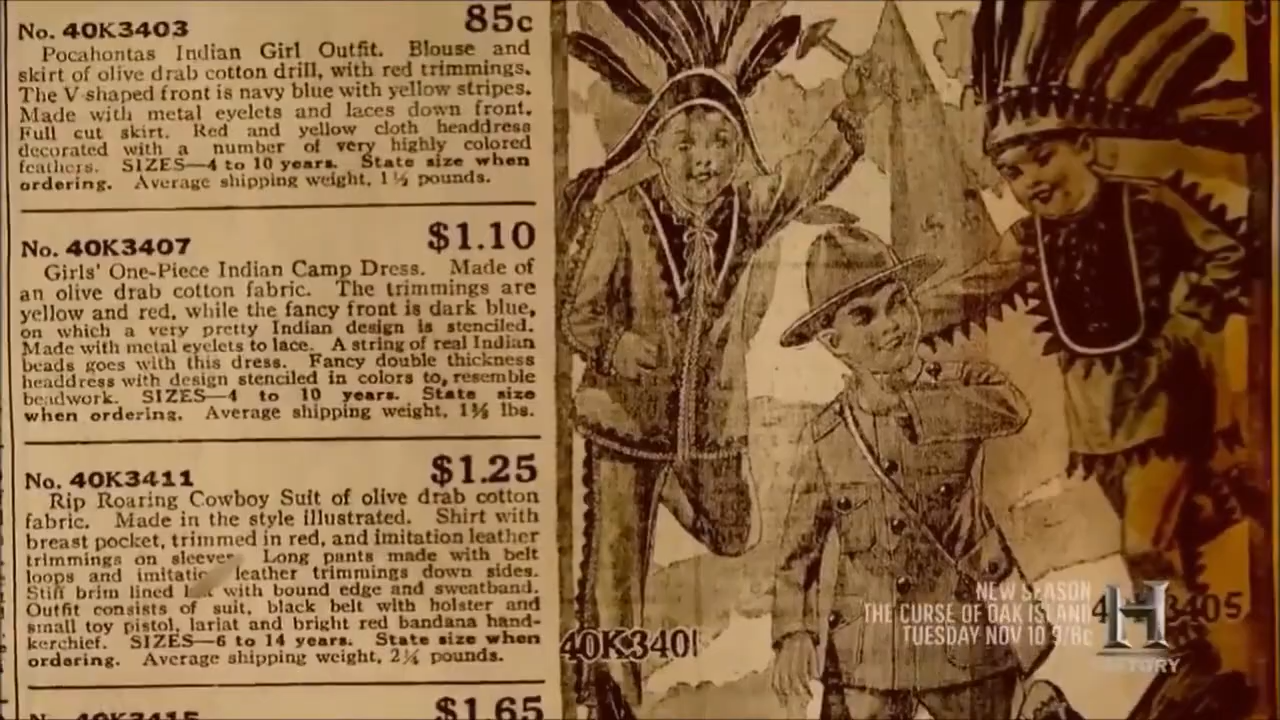 No. 40K3403 85c
Pocahontas Indian Girl Outfit. Blouse and
skirt of olive drab cotton drill, with red trimmings.
The V-shaped front is navy blue with yellow stripes.
Made with metal eyelets and laces down front.
Full cut skirt. Red and yellow cloth headdress
decorated with a number of very highly colored
feathers. SIZES—4 to 10 years. State size when
ordering. Average shipping weight, 1½ pounds.
No. 40K3407 $1.10
Girls' One-Piece Indian Camp Dress. Made of
an olive drab cotton fabric. The trimmings are
yellow and red, while the fancy front is dark blue,
on which a very pretty Indian design is stenciled.
Made with metal eyelets to lace. A string of real Indian
beads goes with this dress. Fancy double thickness
headdress with design stenciled in colors to resemble
beadwork. SIZES—4 to 10 years. State size
when ordering. Average shipping weight, lbs.
No. 40K3411 $1.25
Rip Roaring Cowboy Suit of olive drab cotton
fabric. Made in the style illustrated. Shirt with
breast pocket, trimmed in red, and imitation leather
trimmings on sleeves Long pants made with belt
loops and imitatio leather trimmings down sides.
Stiff brim lined with bound edge and sweatband.
Outfit consists of suit, black belt with holster and
small toy pistol, lariat and bright red bandana hand-
kerchief. SIZES—6 to 14 years. State size when
ordering. Average shipping weight, 2¼ pounds.
No. 40K3415 $1.65
40K3401
3405
NEW SEASON
THE CURSE OF OAK ISLAND
TUESDAY NOV 10 9/8c
H
HISTORY